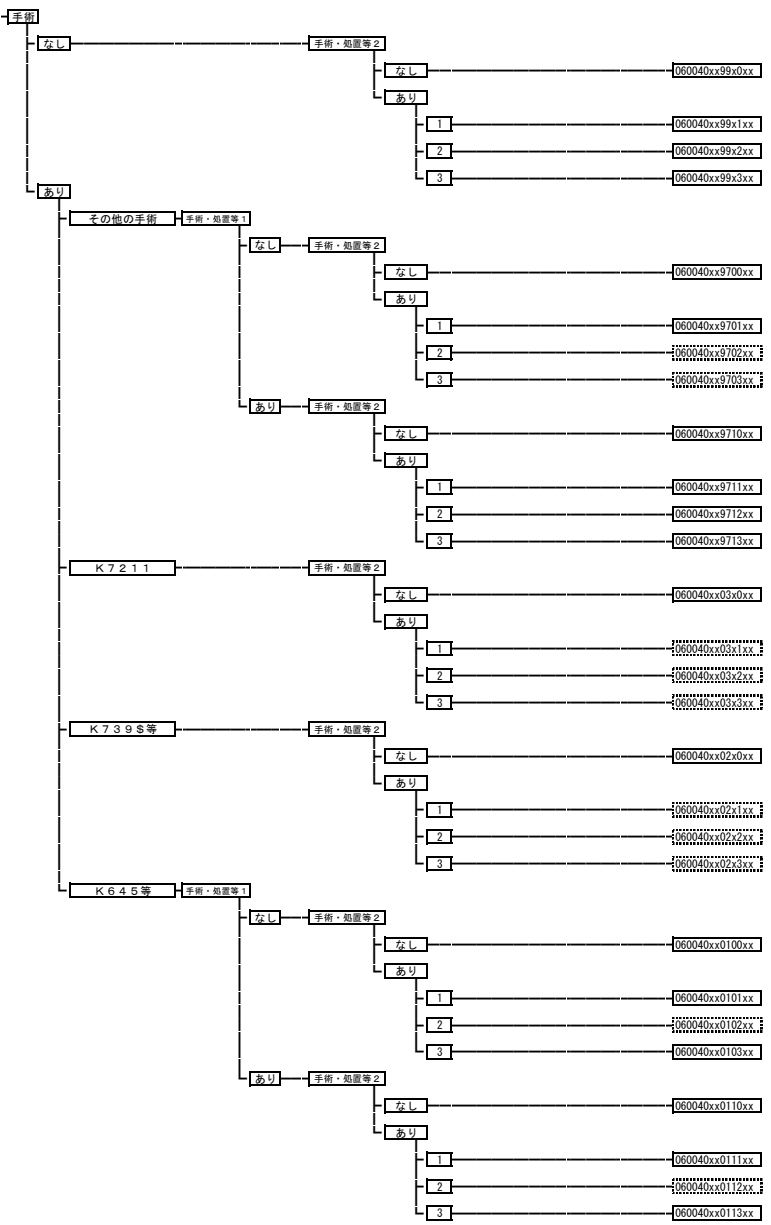 手術
なし 手術・処置等２
なし 060040xx99x0xx
あり
1 060040xx99x1xx
2 060040xx99x2xx
3 060040xx99x3xx
あり
その他の手術 手術・処置等１
なし 手術・処置等２
なし 060040xx9700xx
あり
1 060040xx9701xx
2 060040xx9702xx
3 060040xx9703xx
あり 手術・処置等２
なし 060040xx9710xx
あり
1 060040xx9711xx
2 060040xx9712xx
3 060040xx9713xx
Ｋ７２１１ 手術・処置等２
なし 060040xx03x0xx
あり
1 060040xx03x1xx
2 060040xx03x2xx
3 060040xx03x3xx
Ｋ７３９＄等 手術・処置等２
なし 060040xx02x0xx
あり
1 060040xx02x1xx
2 060040xx02x2xx
3 060040xx02x3xx
Ｋ６４５等 手術・処置等１
なし 手術・処置等２
なし 060040xx0100xx
あり
1 060040xx0101xx
2 060040xx0102xx
3 060040xx0103xx
あり 手術・処置等２
なし 060040xx0110xx
あり
1 060040xx0111xx
2 060040xx0112xx
3 060040xx0113xx